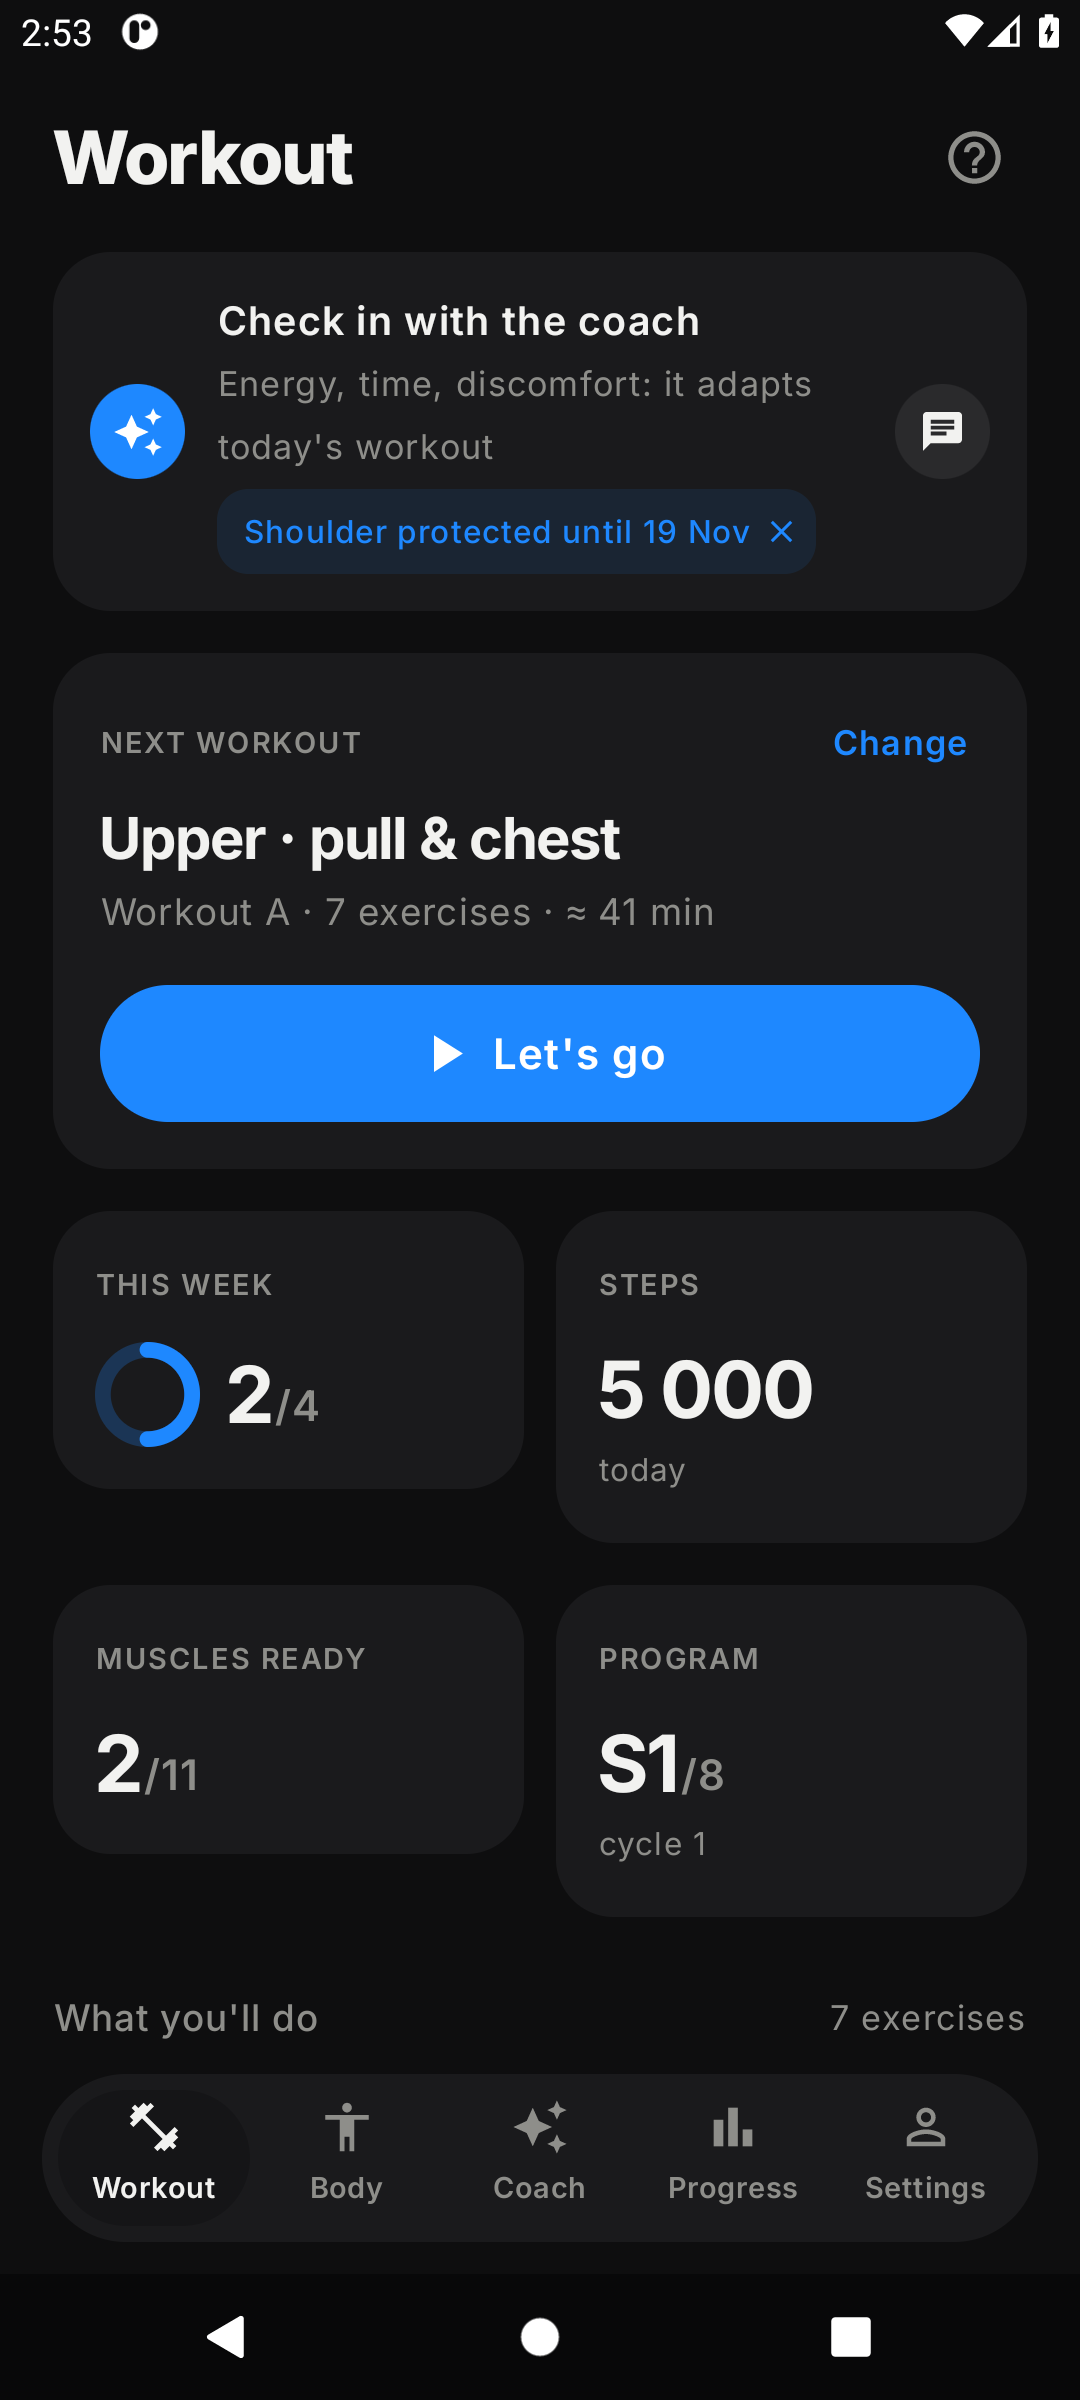 2:53
Workout
Check in with the coach
Energy, time, discomfort: it adapts
today's workout
Shoulder protected until 19 Nov
NEXT WORKOUT
Change
Upper · pull & chest
Workout A · 7 exercises · ≈ 41 min
Let's go
THIS WEEK
2/4
STEPS
5 000
today
MUSCLES READY
2/11
PROGRAM
S1/8
cycle 1
What you'll do
7 exercises
Workout
Body
Coach
Progress
Settings